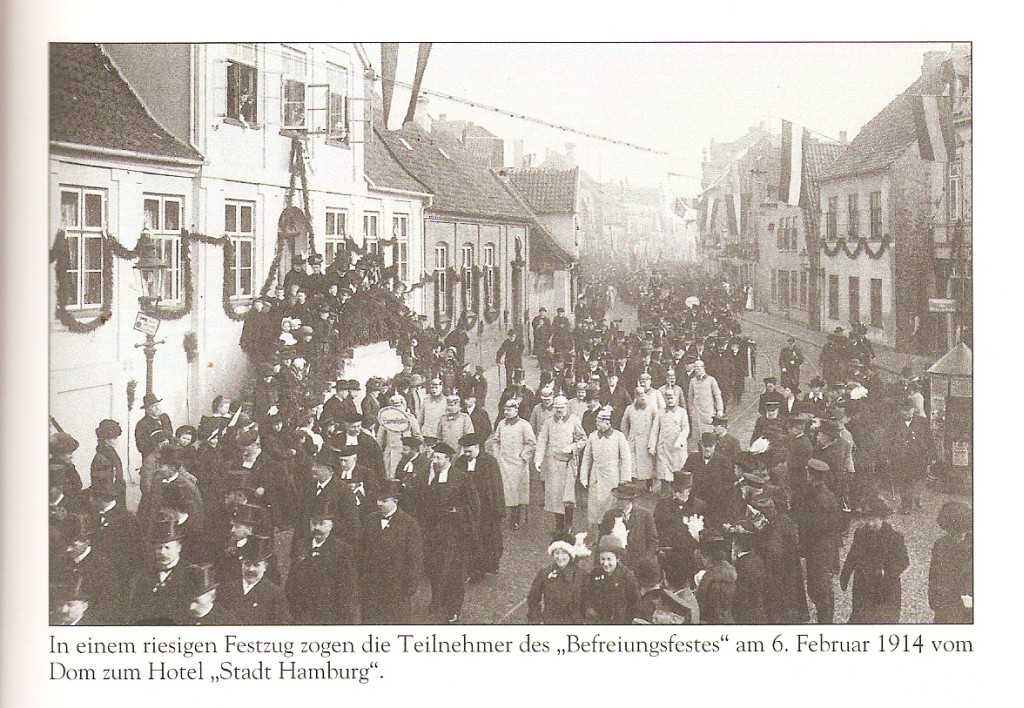 In einem riesigen Festzug zogen die Teilnehmer des „Befreiungsfestes“ am 6. Februar 1914 vom
Dom zum Hotel „Stadt Hamburg“.